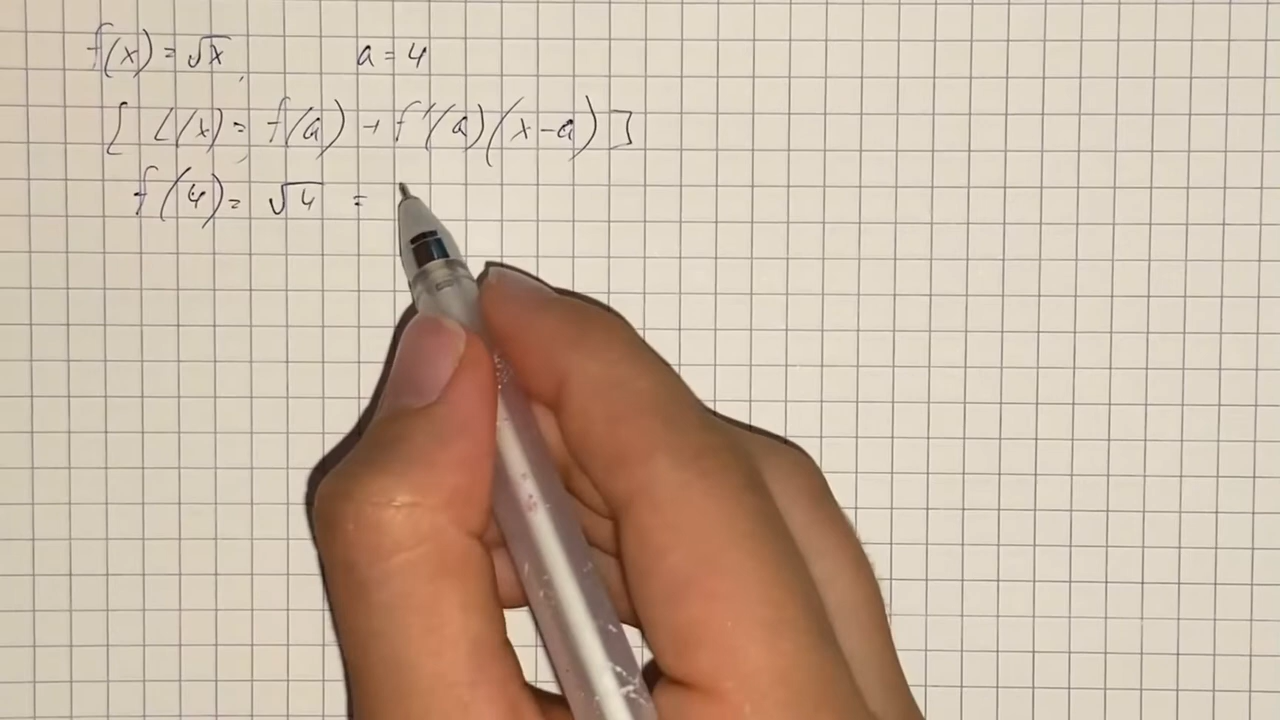 f(x) = √x, a = 4
[ L(x) = f(a) + f'(a)(x-a) ]
f(4) = √4 =